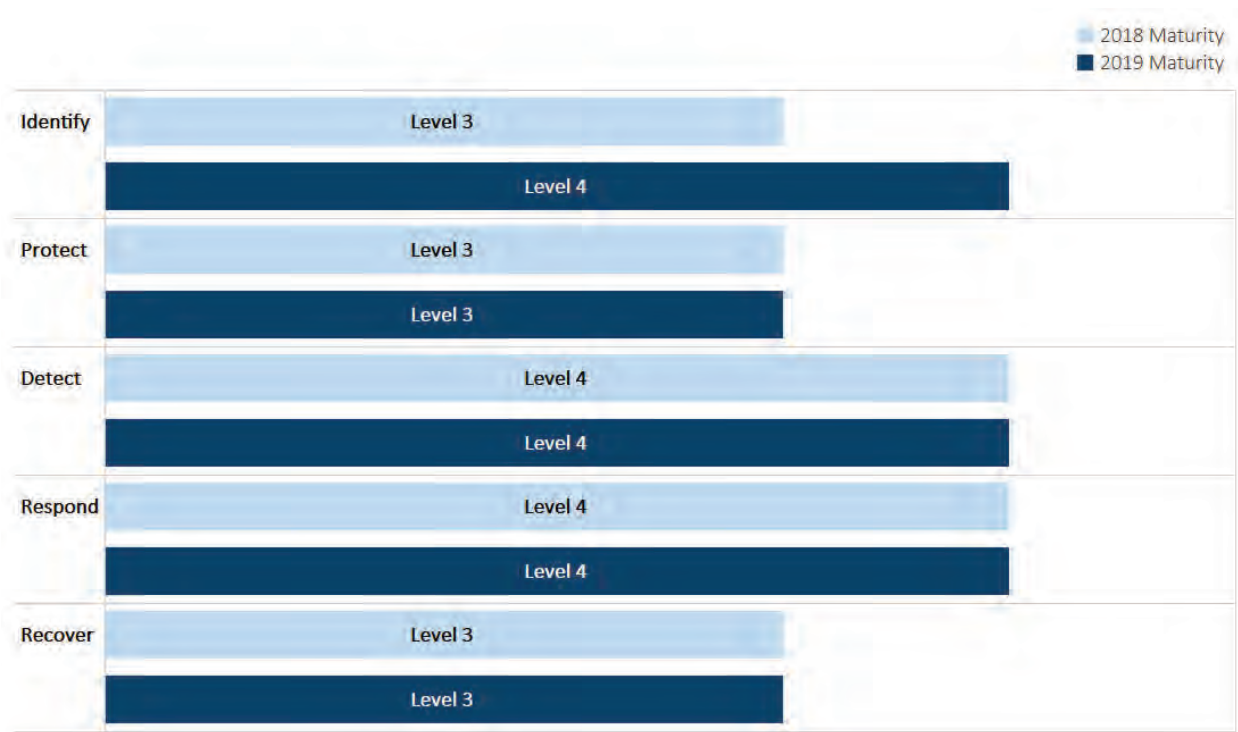 2018 Maturity
2019 Maturity
Identify
Level 3
Level 4
Protect
Level 3
Level 3
Detect
Level 4
Level 4
Respond
Level 4
Level 4
Recover
Level 3
Level 3